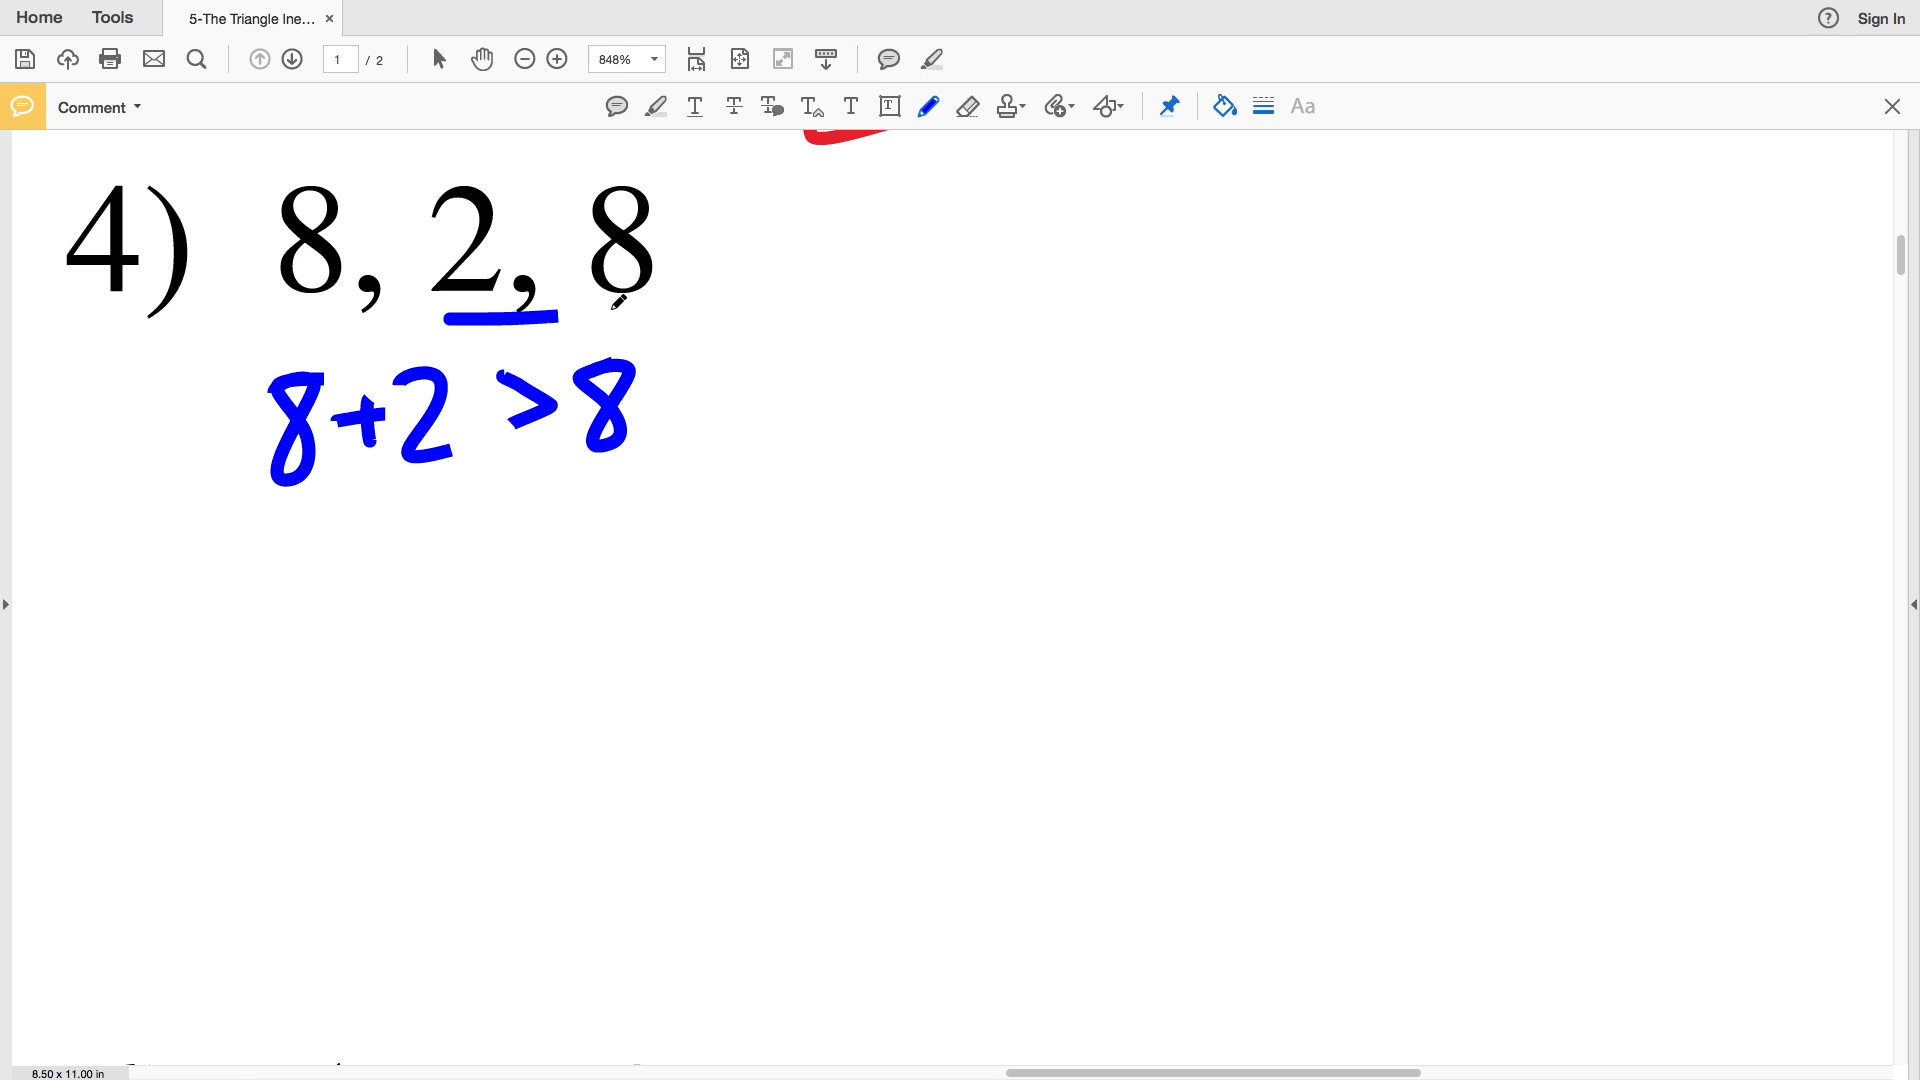 Home Tools 5-The Triangle Ine... × ? Sign In
1 / 2 848%
Comment Aa
4) 8, 2, 8
8+2 >8
8.50 x 11.00 in